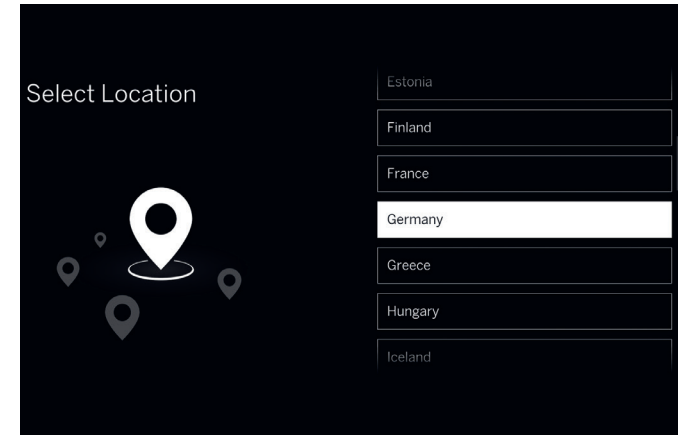 Select Location
Estonia
Finland
France
Germany
Greece
Hungary
Iceland